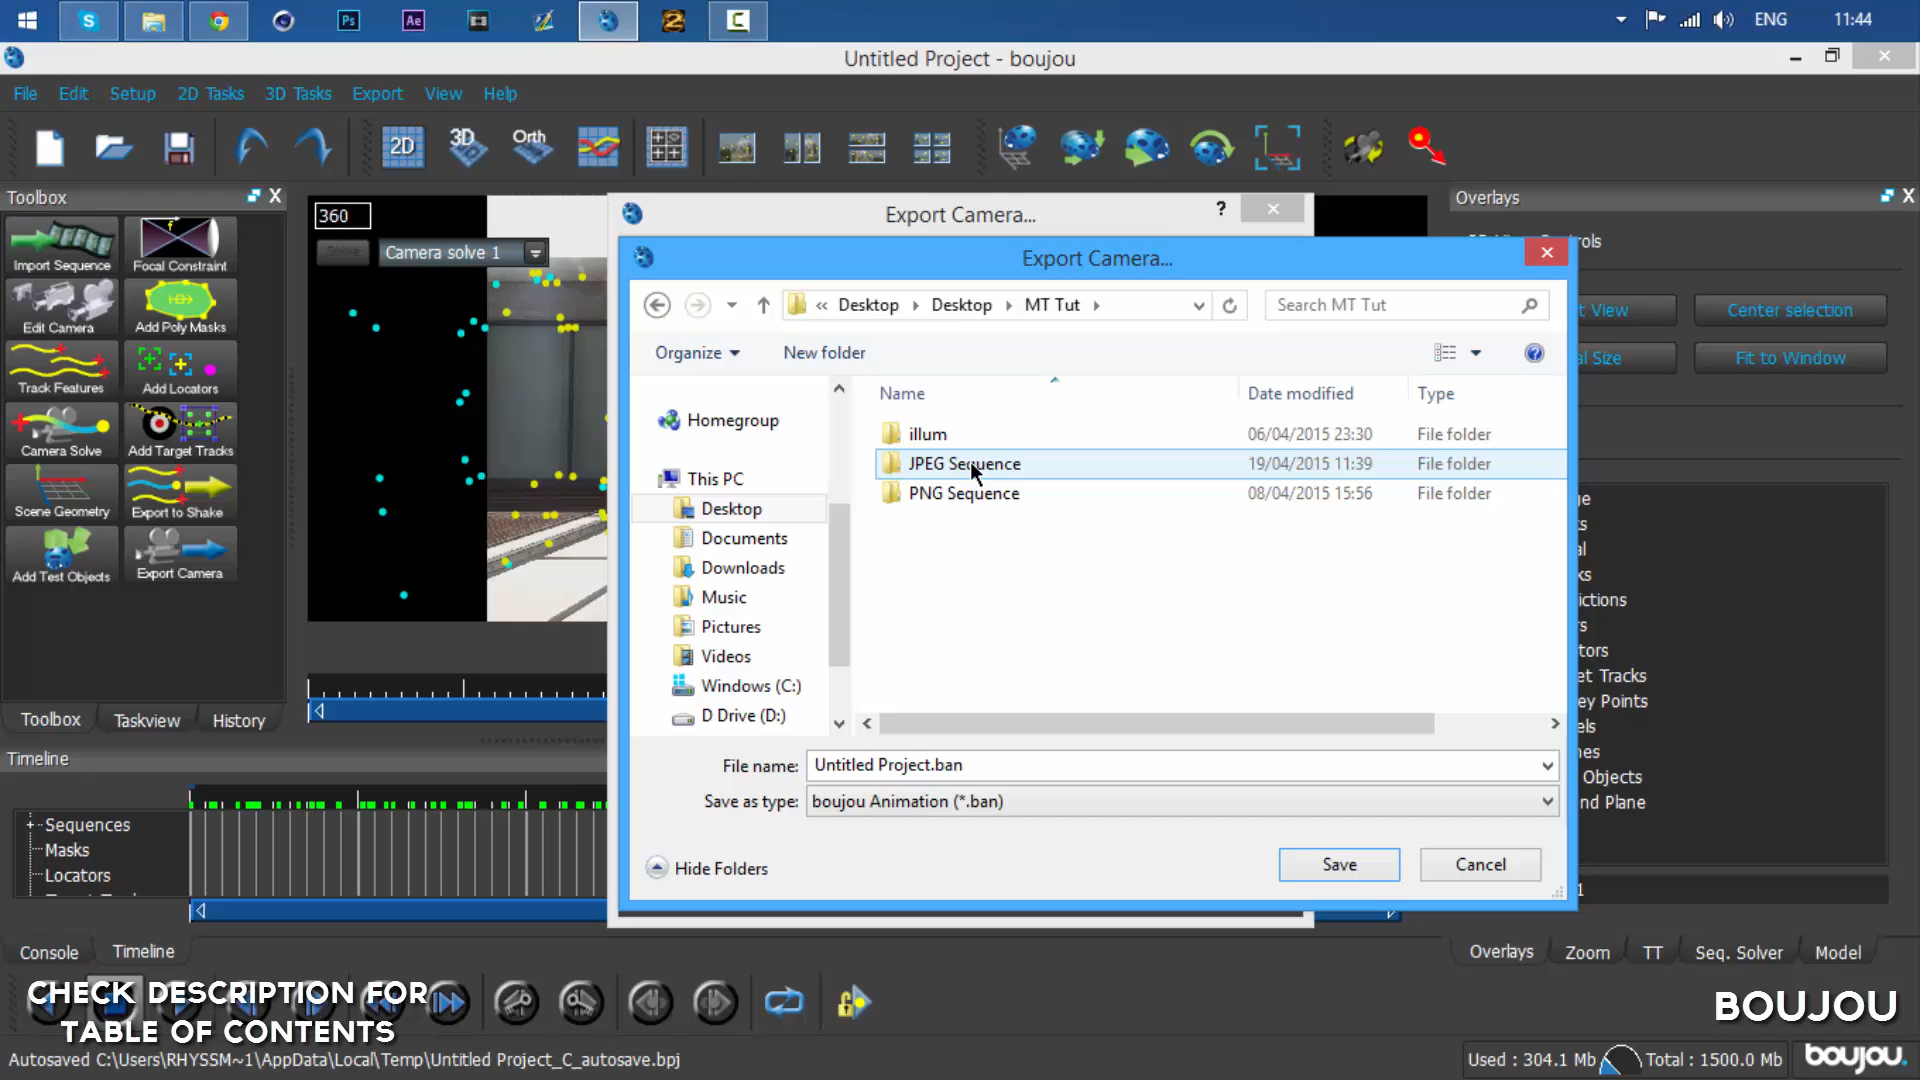 ENG
11:44
Untitled Project - boujou
File Edit Setup 2D Tasks 3D Tasks Export View Help
2D 3D Orth
Toolbox
Import Sequence Focal Constraint
Edit Camera Add Poly Masks
Track Features Add Locators
Camera Solve Add Target Tracks
Scene Geometry Export to Shake
Add Test Objects Export Camera
Toolbox Taskview History
360
Solve
Camera solve 1
Export Camera...
?
Export Camera...
« Desktop Desktop MT Tut
Search MT Tut
Organize New folder
Name Date modified Type
illum 06/04/2015 23:30 File folder
JPEG Sequence 19/04/2015 11:39 File folder
PNG Sequence 08/04/2015 15:56 File folder
Homegroup
This PC
Desktop
Documents
Downloads
Music
Pictures
Videos
Windows (C:)
D Drive (D:)
File name: Untitled Project.ban
Save as type: boujou Animation (*.ban)
Hide Folders
Save Cancel
Overlays
Center selection
Fit to Window
Timeline
Sequences
Masks
Locators
Console Timeline
Overlays Zoom TT Seq. Solver Model
CHECK DESCRIPTION FOR
TABLE OF CONTENTS
BOUJOU
Autosaved C:\Users\RHYSSM~1\AppData\Local\Temp\Untitled Project_C_autosave.bpj
Used : 304.1 Mb Total : 1500.0 Mb
boujou.